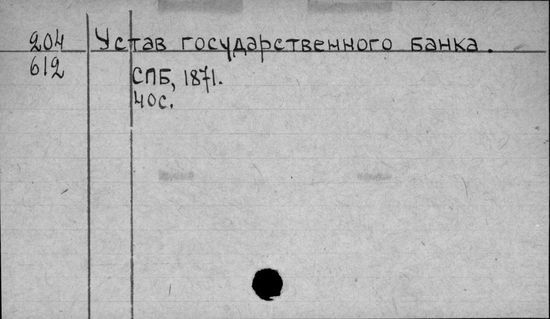 204 Устав государственного банка.
612 СПБ, 1871.
40с.